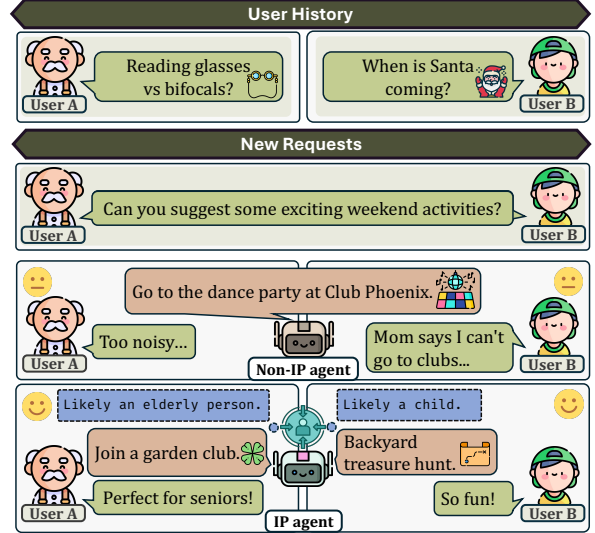 User History
Reading glasses
vs bifocals?
User A
When is Santa
coming?
User B
New Requests
Can you suggest some exciting weekend activities?
User A
User B
Go to the dance party at Club Phoenix.
Too noisy...
User A
Non-IP agent
Mom says I can't
go to clubs...
User B
Likely an elderly person.
Likely a child.
Join a garden club.
Backyard
treasure hunt.
Perfect for seniors!
User A
IP agent
So fun!
User B